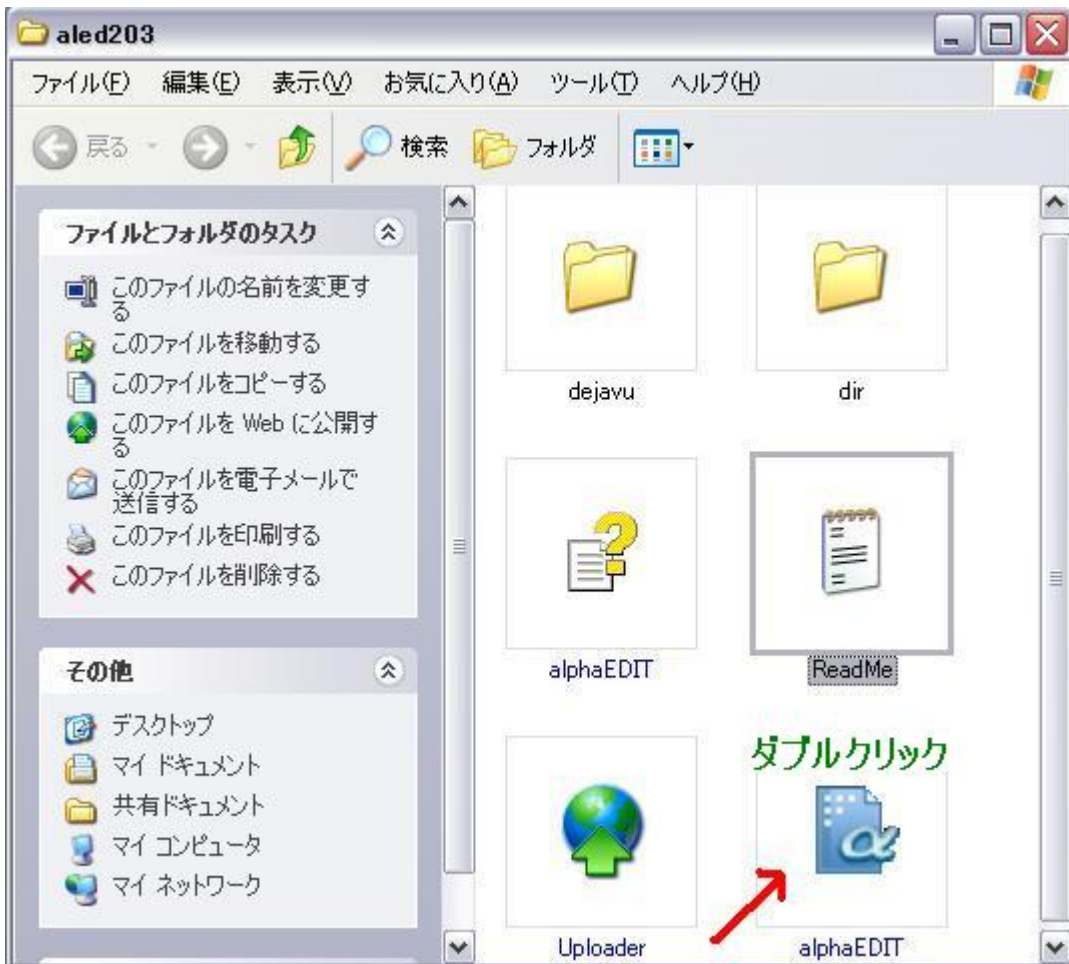 aled203
ファイル(F) 編集(E) 表示(V) お気に入り(A) ツール(T) ヘルプ(H)
戻る 検索 フォルダ
ファイルとフォルダのタスク
このファイルの名前を変更す
る
このファイルを移動する
このファイルをコピーする
このファイルを Web に公開す
る
このファイルを電子メールで
送信する
このファイルを印刷する
このファイルを削除する
その他
デスクトップ
マイ ドキュメント
共有ドキュメント
マイ コンピュータ
マイ ネットワーク
dejavu dir
alphaEDIT ReadMe
ダブルクリック
Uploader alphaEDIT